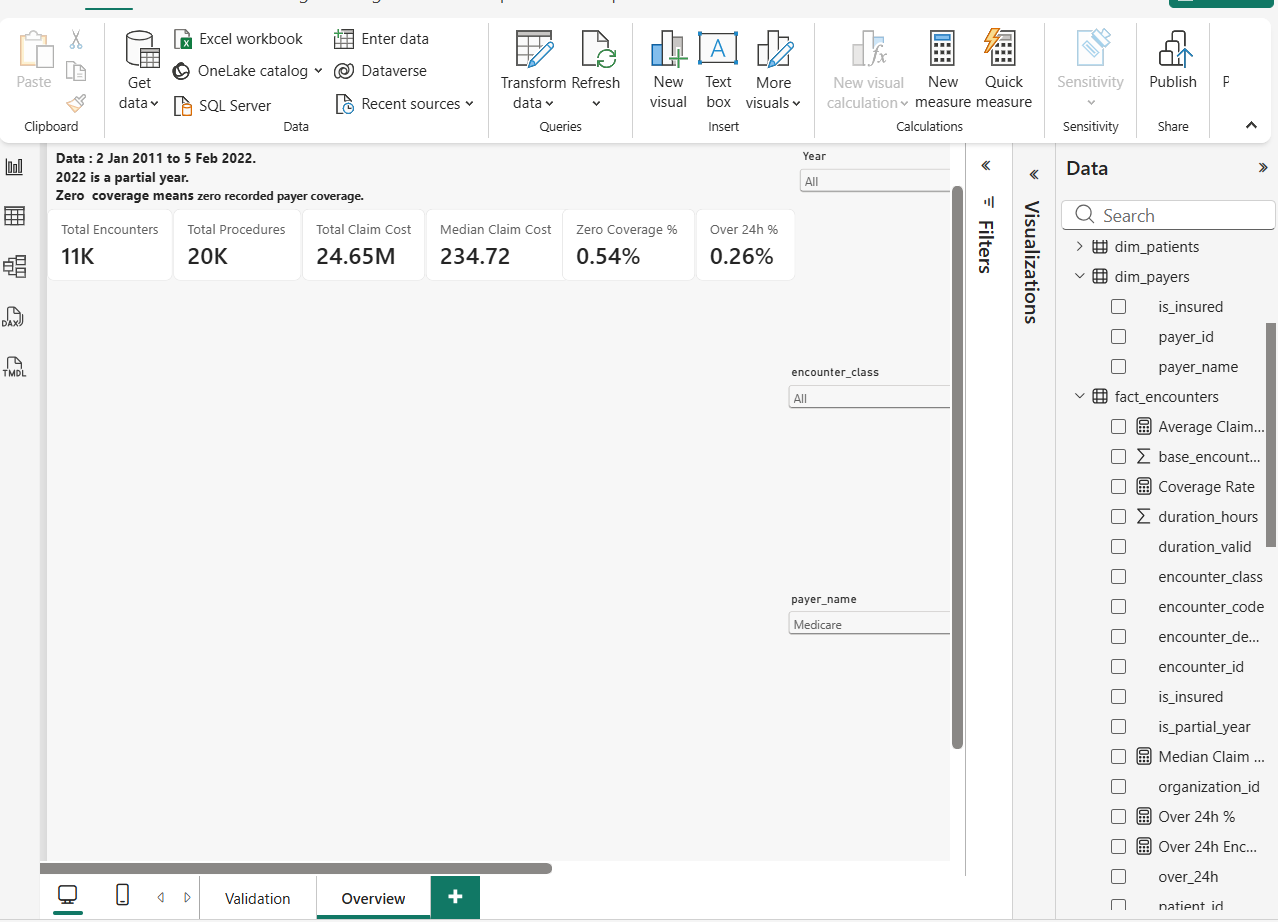 Paste
Clipboard
Get
data
Excel workbook
OneLake catalog
SQL Server
Enter data
Dataverse
Recent sources
Data
Transform
data
Refresh
Queries
New
visual
Text
box
More
visuals
Insert
New visual
calculation
New
measure
Quick
measure
Calculations
Sensitivity
Sensitivity
Publish
Share
P
DAX
TMDL
Data : 2 Jan 2011 to 5 Feb 2022.
2022 is a partial year.
Zero coverage means zero recorded payer coverage.
Total Encounters
11K
Total Procedures
20K
Total Claim Cost
24.65M
Median Claim Cost
234.72
Zero Coverage %
0.54%
Over 24h %
0.26%
Year
All
encounter_class
All
payer_name
Medicare
Filters
Visualizations
Data
Search
dim_patients
dim_payers
is_insured
payer_id
payer_name
fact_encounters
Average Claim...
base_encount...
Coverage Rate
duration_hours
duration_valid
encounter_class
encounter_code
encounter_de...
encounter_id
is_insured
is_partial_year
Median Claim ...
organization_id
Over 24h %
Over 24h Enc...
over_24h
patient_id
Validation
Overview